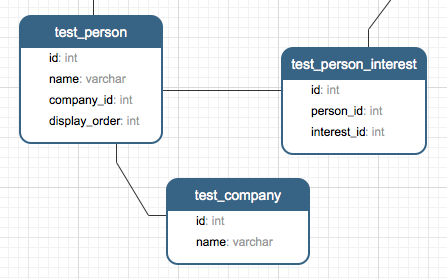 test_person
id: int
name: varchar
company_id: int
display_order: int
test_person_interest
id: int
person_id: int
interest_id: int
test_company
id: int
name: varchar